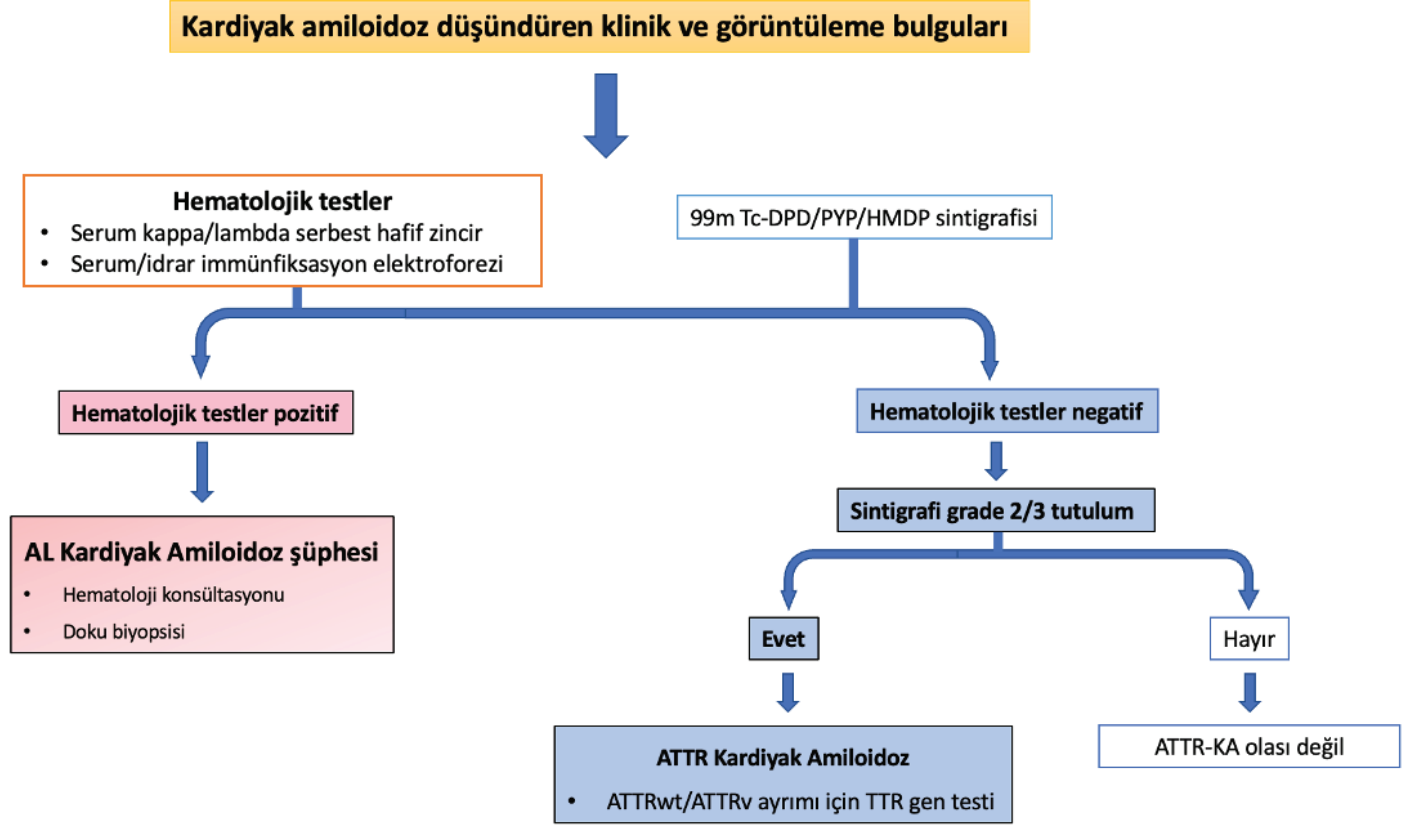 Kardiyak amiloidoz düşündüren klinik ve görüntüleme bulguları
Hematolojik testler
• Serum kappa/lambda serbest hafif zincir
• Serum/idrar immünfiksasyon elektroforezi
99m Tc-DPD/PYP/HMDP sintigrafisi
Hematolojik testler pozitif
Hematolojik testler negatif
Sintigrafi grade 2/3 tutulum
AL Kardiyak Amiloidoz şüphesi
• Hematoloji konsültasyonu
• Doku biyopsisi
Evet
Hayır
ATTR Kardiyak Amiloidoz
• ATTRwt/ATTRv ayrımı için TTR gen testi
ATTR-KA olası değil